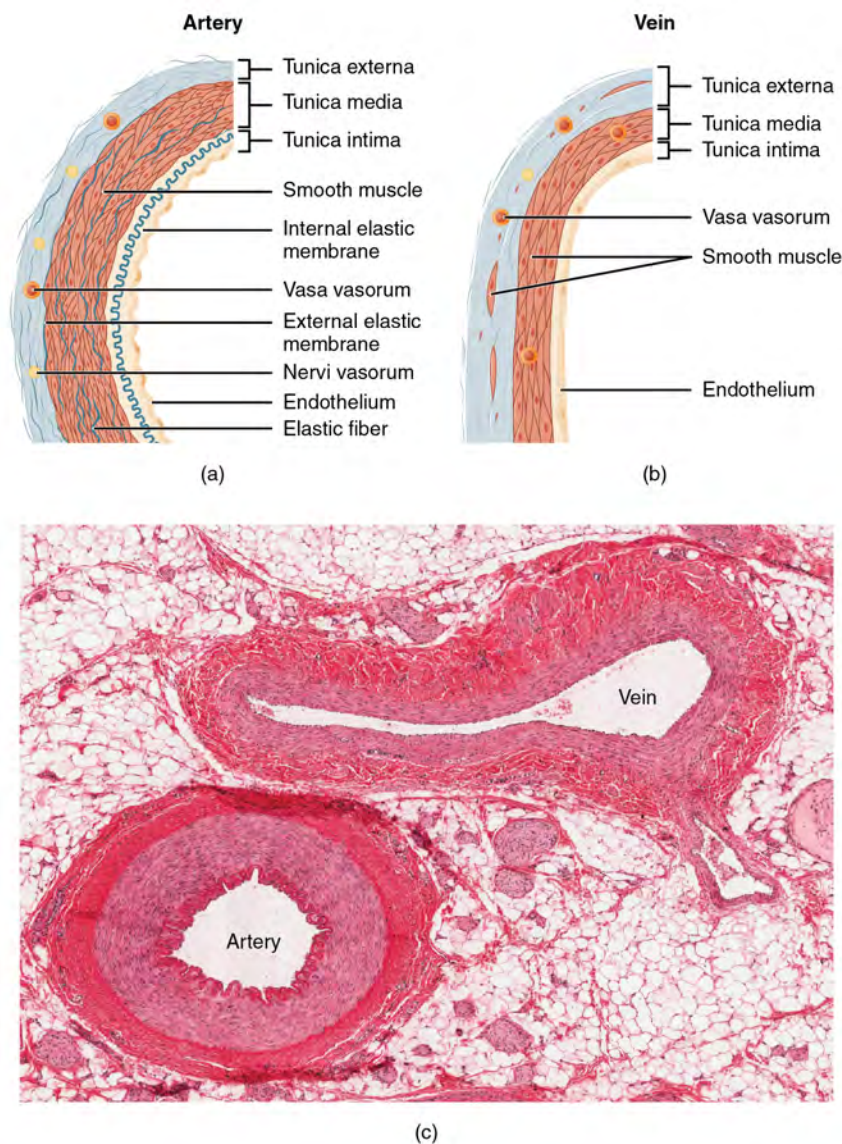 Artery
Tunica externa
Tunica media
Tunica intima
Smooth muscle
Internal elastic
membrane
Vasa vasorum
External elastic
membrane
Nervi vasorum
Endothelium
Elastic fiber
(a)
Vein
Tunica externa
Tunica media
Tunica intima
Vasa vasorum
Smooth muscle
Endothelium
(b)
Vein
Artery
(c)